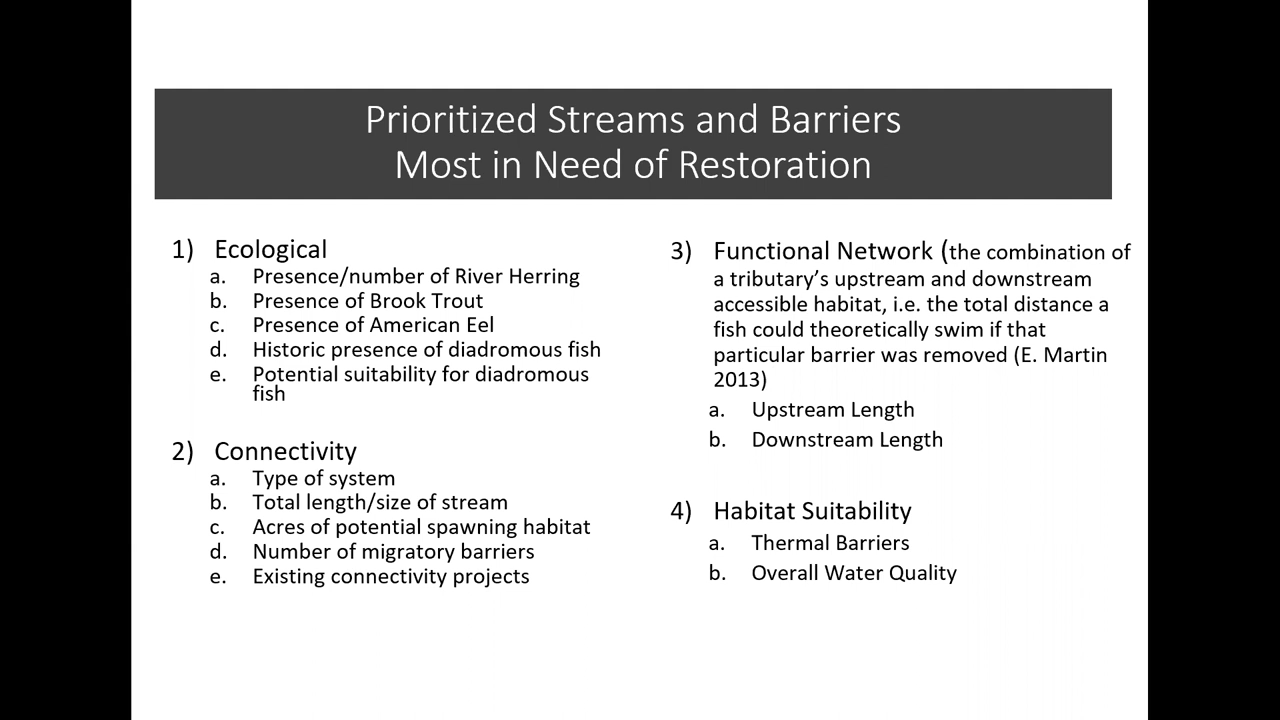 Prioritized Streams and Barriers
Most in Need of Restoration
1) Ecological
a. Presence/number of River Herring
b. Presence of Brook Trout
c. Presence of American Eel
d. Historic presence of diadromous fish
e. Potential suitability for diadromous
fish
2) Connectivity
a. Type of system
b. Total length/size of stream
c. Acres of potential spawning habitat
d. Number of migratory barriers
e. Existing connectivity projects
3) Functional Network (the combination of
a tributary’s upstream and downstream
accessible habitat, i.e. the total distance a
fish could theoretically swim if that
particular barrier was removed (E. Martin
2013)
a. Upstream Length
b. Downstream Length
4) Habitat Suitability
a. Thermal Barriers
b. Overall Water Quality